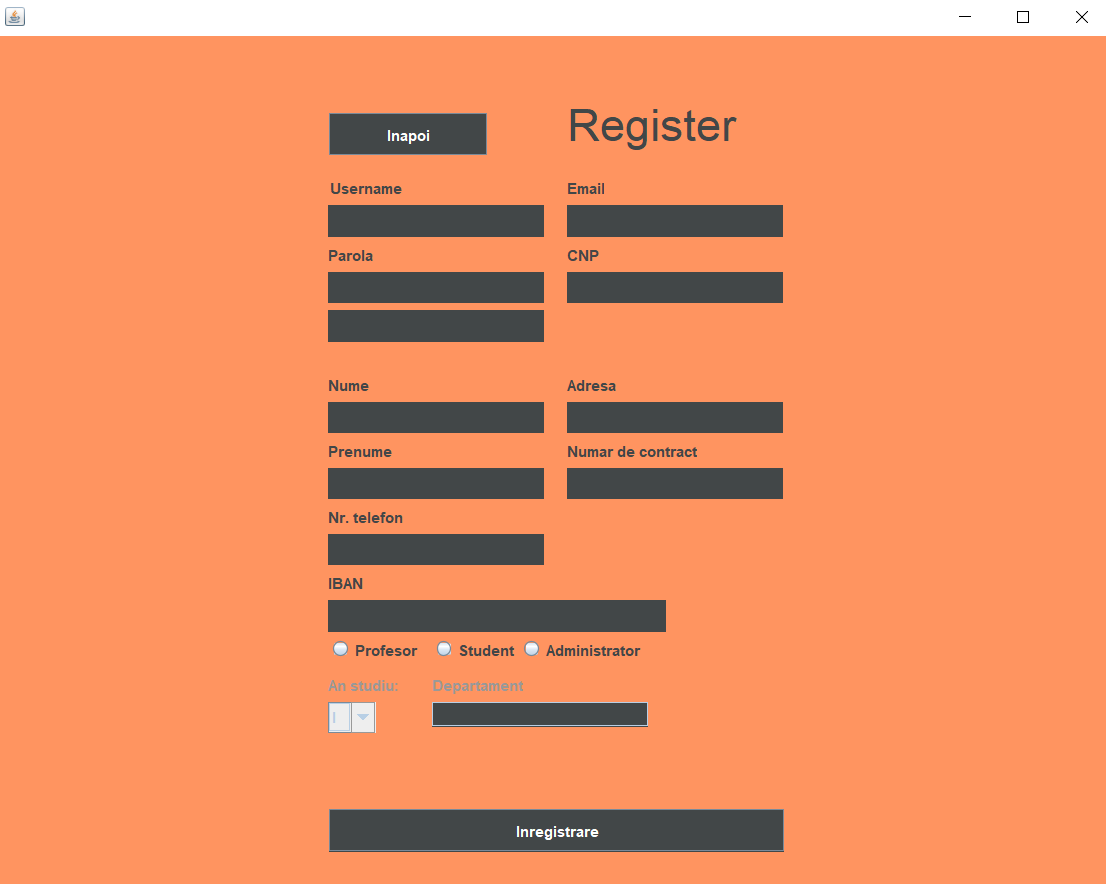 Inapoi
Register
Username
Email
Parola
CNP
Nume
Adresa
Prenume
Numar de contract
Nr. telefon
IBAN
Profesor
Student
Administrator
An studiu:
Departament
I
Inregistrare